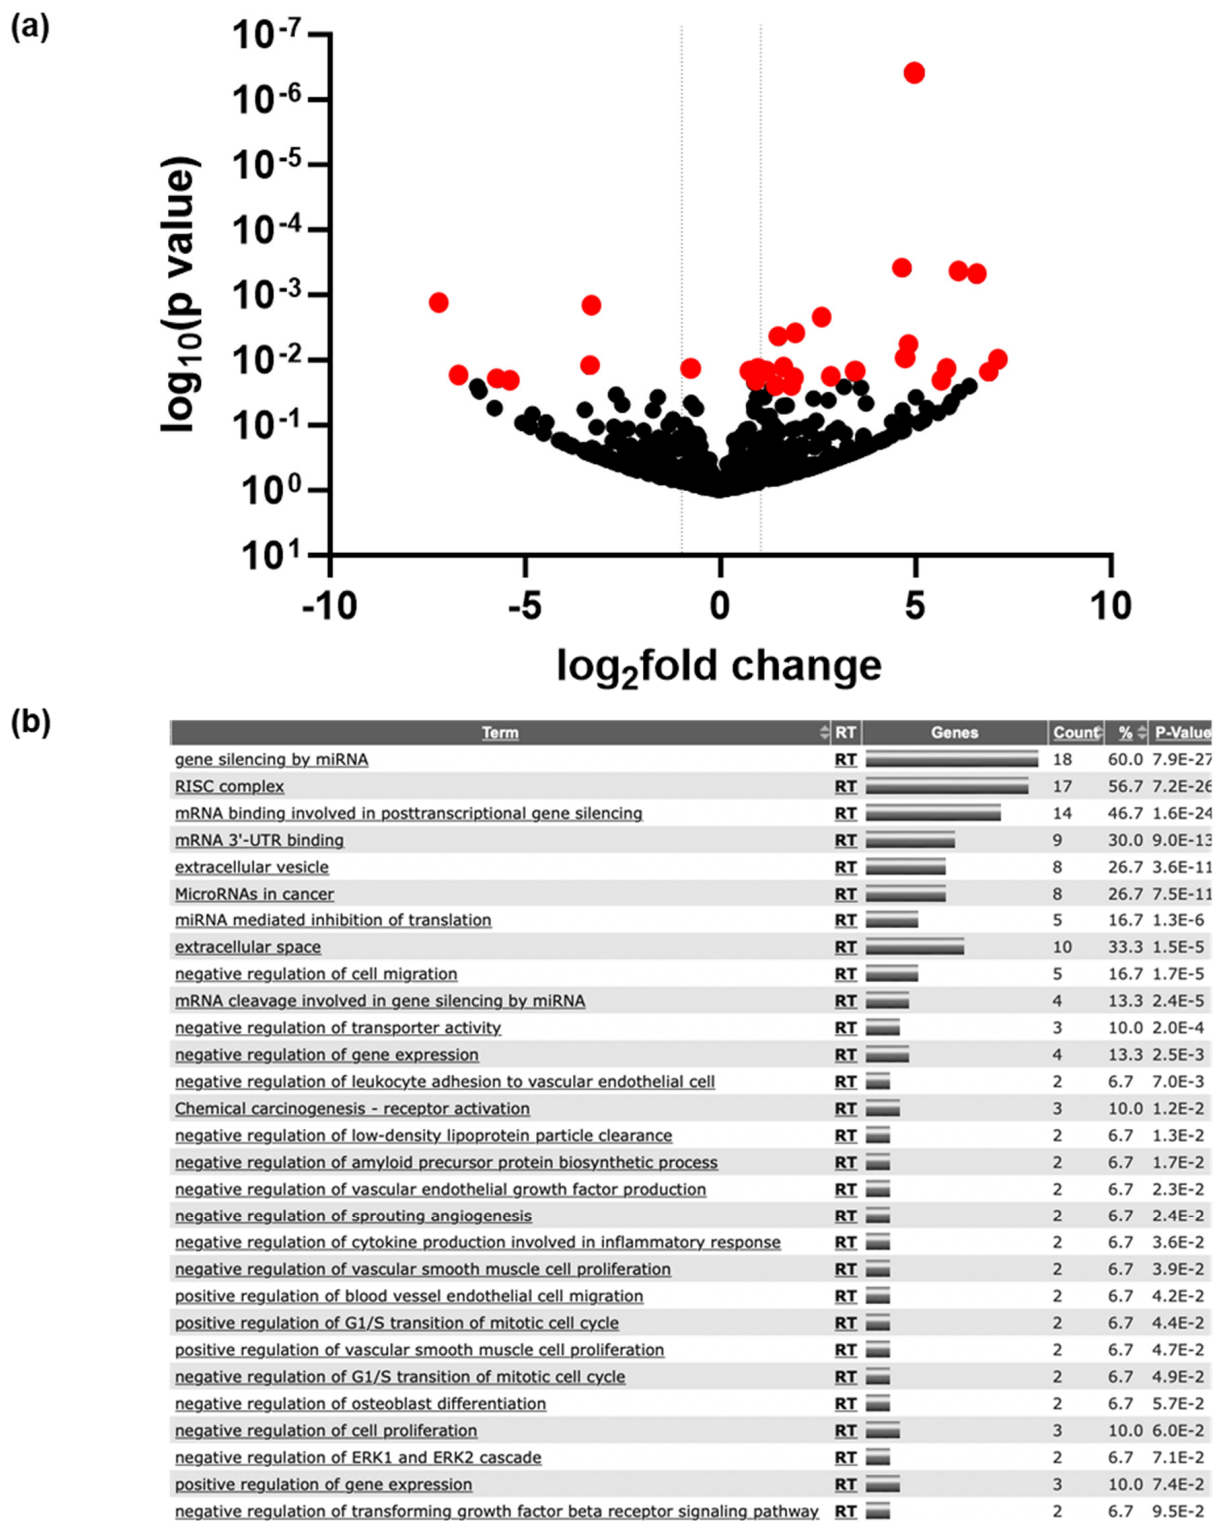 (a)
10-7
10-6
10-5
10-4
10-3
10-2
10-1
100
101
log10(p value)
-10 -5 0 5 10
log2fold change
(b)
Term RT Genes Count % P-Value
gene silencing by miRNA RT 18 60.0 7.9E-27
RISC complex RT 17 56.7 7.2E-26
mRNA binding involved in posttranscriptional gene silencing RT 14 46.7 1.6E-24
mRNA 3'-UTR binding RT 9 30.0 9.0E-13
extracellular vesicle RT 8 26.7 3.6E-11
MicroRNAs in cancer RT 8 26.7 7.5E-11
miRNA mediated inhibition of translation RT 5 16.7 1.3E-6
extracellular space RT 10 33.3 1.5E-5
negative regulation of cell migration RT 5 16.7 1.7E-5
mRNA cleavage involved in gene silencing by miRNA RT 4 13.3 2.4E-5
negative regulation of transporter activity RT 3 10.0 2.0E-4
negative regulation of gene expression RT 4 13.3 2.5E-3
negative regulation of leukocyte adhesion to vascular endothelial cell RT 2 6.7 7.0E-3
Chemical carcinogenesis - receptor activation RT 3 10.0 1.2E-2
negative regulation of low-density lipoprotein particle clearance RT 2 6.7 1.3E-2
negative regulation of amyloid precursor protein biosynthetic process RT 2 6.7 1.7E-2
negative regulation of vascular endothelial growth factor production RT 2 6.7 2.3E-2
negative regulation of sprouting angiogenesis RT 2 6.7 2.4E-2
negative regulation of cytokine production involved in inflammatory response RT 2 6.7 3.6E-2
negative regulation of vascular smooth muscle cell proliferation RT 2 6.7 3.9E-2
positive regulation of blood vessel endothelial cell migration RT 2 6.7 4.2E-2
positive regulation of G1/S transition of mitotic cell cycle RT 2 6.7 4.4E-2
positive regulation of vascular smooth muscle cell proliferation RT 2 6.7 4.7E-2
negative regulation of G1/S transition of mitotic cell cycle RT 2 6.7 4.9E-2
negative regulation of osteoblast differentiation RT 2 6.7 5.7E-2
negative regulation of cell proliferation RT 3 10.0 6.0E-2
negative regulation of ERK1 and ERK2 cascade RT 2 6.7 7.1E-2
positive regulation of gene expression RT 3 10.0 7.4E-2
negative regulation of transforming growth factor beta receptor signaling pathway RT 2 6.7 9.5E-2